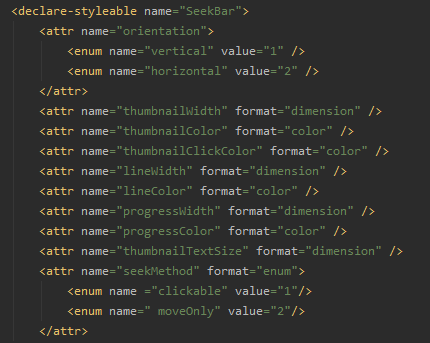 <declare-styleable name="SeekBar">
<attr name="orientation">
<enum name="vertical" value="1" />
<enum name="horizontal" value="2" />
</attr>
<attr name="thumbnailWidth" format="dimension" />
<attr name="thumbnailColor" format="color" />
<attr name="thumbnailClickColor" format="color" />
<attr name="lineWidth" format="dimension" />
<attr name="lineColor" format="color" />
<attr name="progressWidth" format="dimension" />
<attr name="progressColor" format="color" />
<attr name="thumbnailTextSize" format="dimension" />
<attr name="seekMethod" format="enum">
<enum name ="clickable" value="1"/>
<enum name=" moveOnly" value="2"/>
</attr>